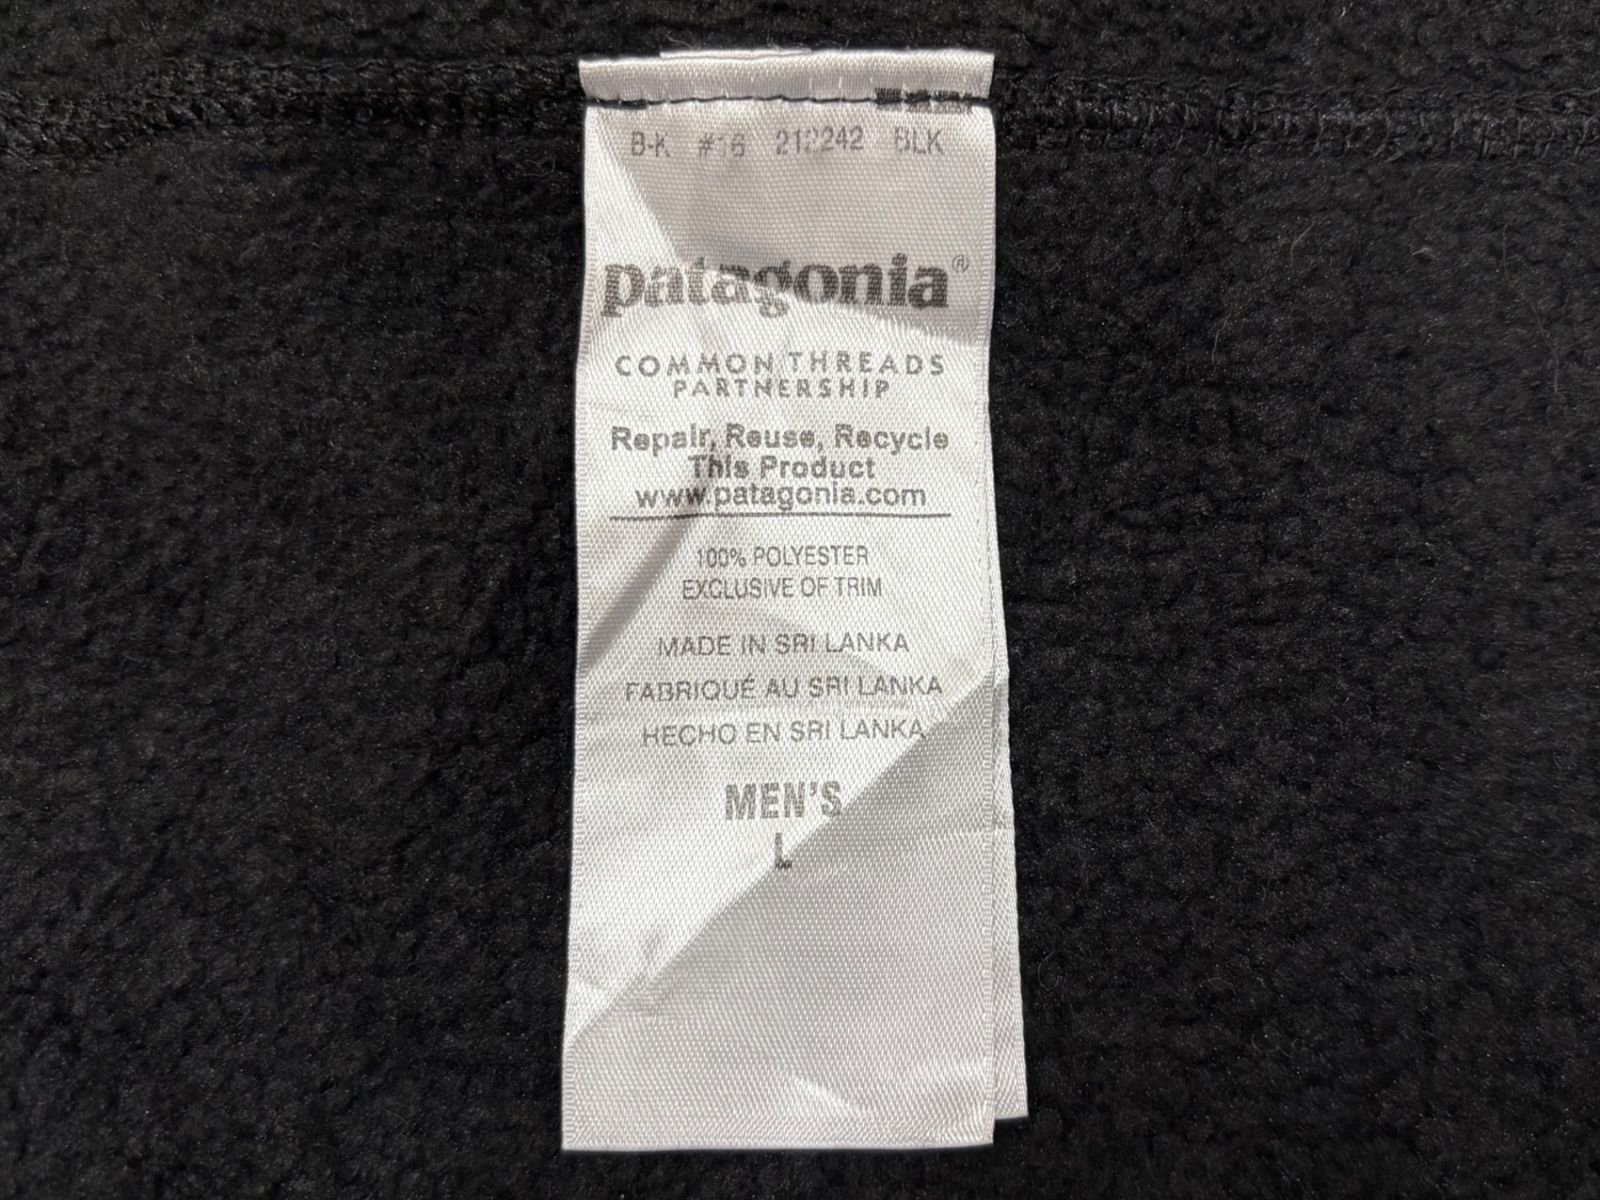 B-K #16 212242 BLK
patagonia®
COMMON THREADS
PARTNERSHIP
Repair, Reuse, Recycle
This Product
www.patagonia.com
100% POLYESTER
EXCLUSIVE OF TRIM
MADE IN SRI LANKA
FABRIQUÉ AU SRI LANKA
HECHO EN SRI LANKA
MEN'S
L